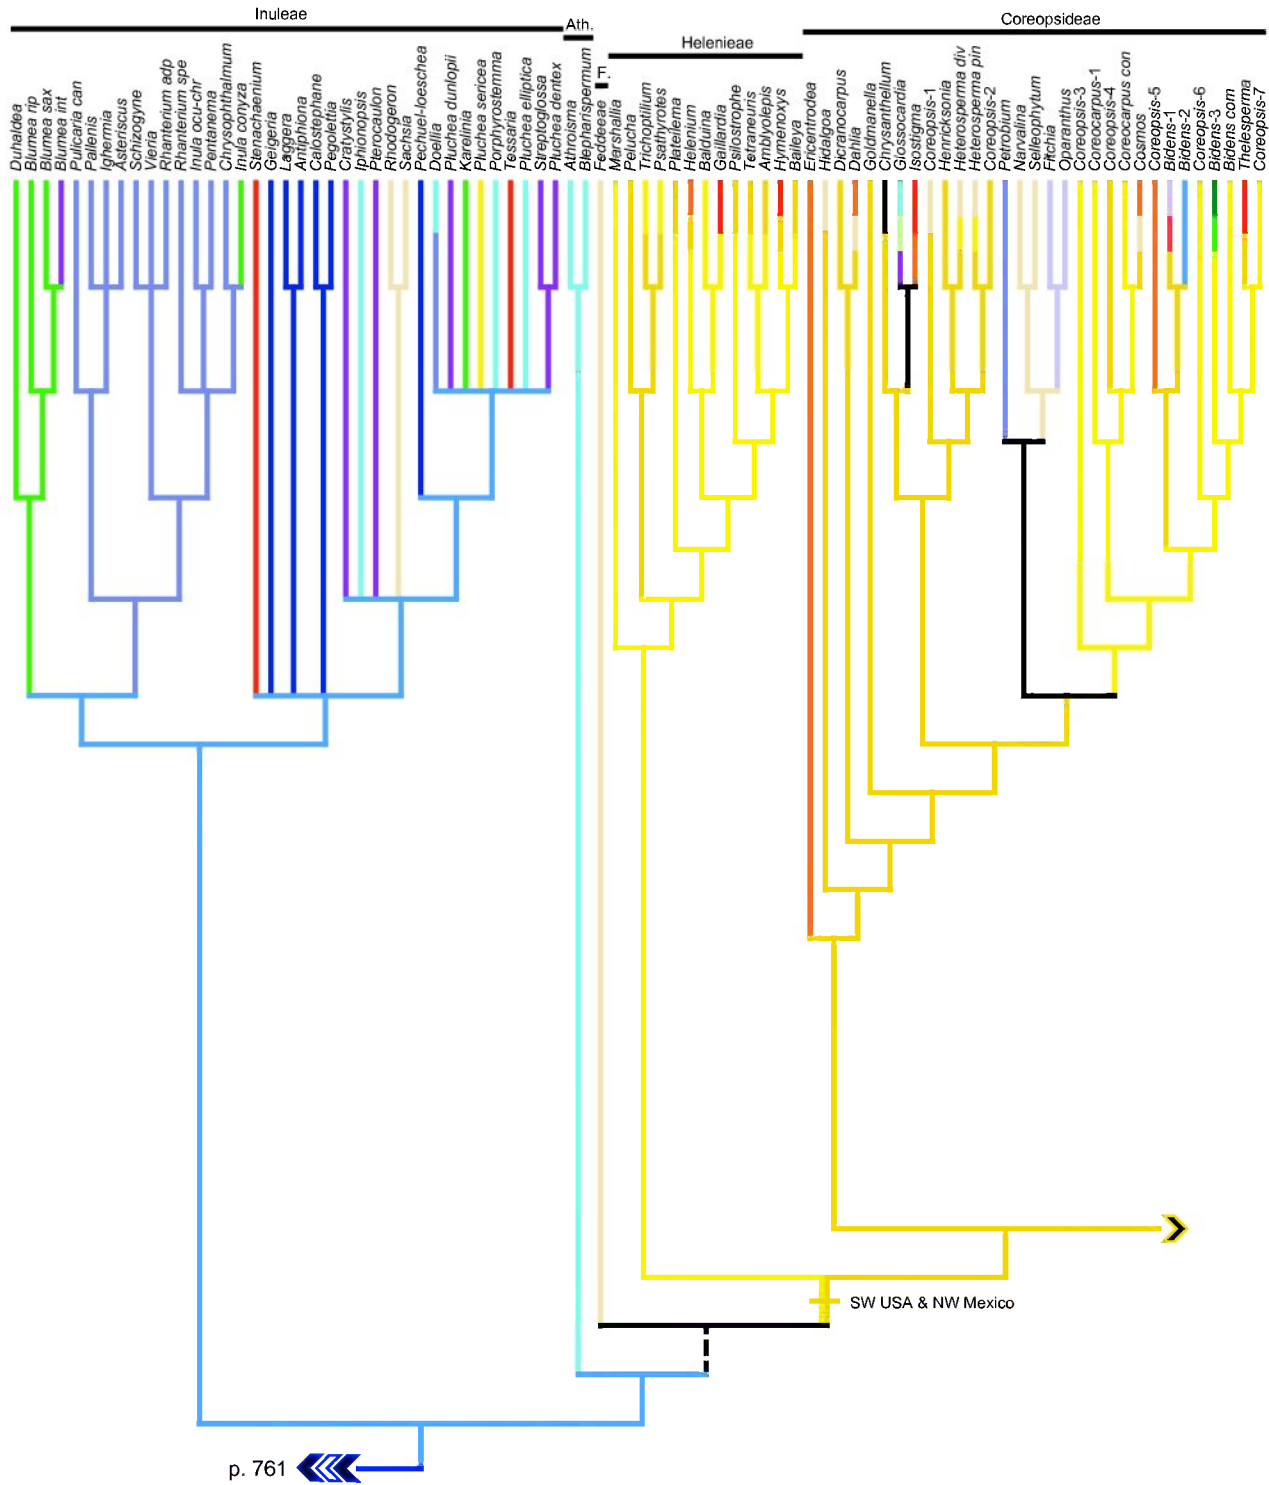 Inuleae
Ath.
F.
Helenieae
Coreopsideae
Duhaldea
Blumea rip
Blumea sax
Blumea int
Pulicaria can
Pallenis
Ighermia
Asteriscus
Schizogyne
Vieria
Rhanterium adp
Rhanterium spe
Inula ocu-chr
Pentanema
Chrysophthalmum
Inula conyza
Stenachaenium
Geigeria
Laggera
Antiphiona
Calostephane
Pegolettia
Cratystylis
Iphionopsis
Pterocaulon
Rhodogeron
Sachsia
Pechuel-loeschea
Doellia
Pluchea dunlopii
Karelinia
Pluchea sericea
Porphyrostemma
Tessaria
Pluchea elliptica
Streptoglossa
Pluchea dentex
Athroisma
Blepharispermum
Feddeeae
Marshallia
Pelucha
Trichoptilium
Psathyrotes
Plateilema
Helenium
Balduina
Gaillardia
Psilostrophe
Tetraneuris
Amblyolepis
Hymenoxys
Baileya
Ericentrodea
Hidalgoa
Dicranocarpus
Dahlia
Goldmanella
Chrysanthellum
Glossocardia
Isostigma
Coreopsis-1
Henricksonia
Heterosperma div
Heterosperma pin
Coreopsis-2
Petrobium
Narvalina
Selleophytum
Fitchia
Oparanthus
Coreopsis-3
Coreocarpus-1
Coreopsis-4
Coreocarpus con
Cosmos
Coreopsis-5
Bidens-1
Bidens-2
Coreopsis-6
Bidens-3
Bidens com
Thelesperma
Coreopsis-7
SW USA & NW Mexico
p. 761